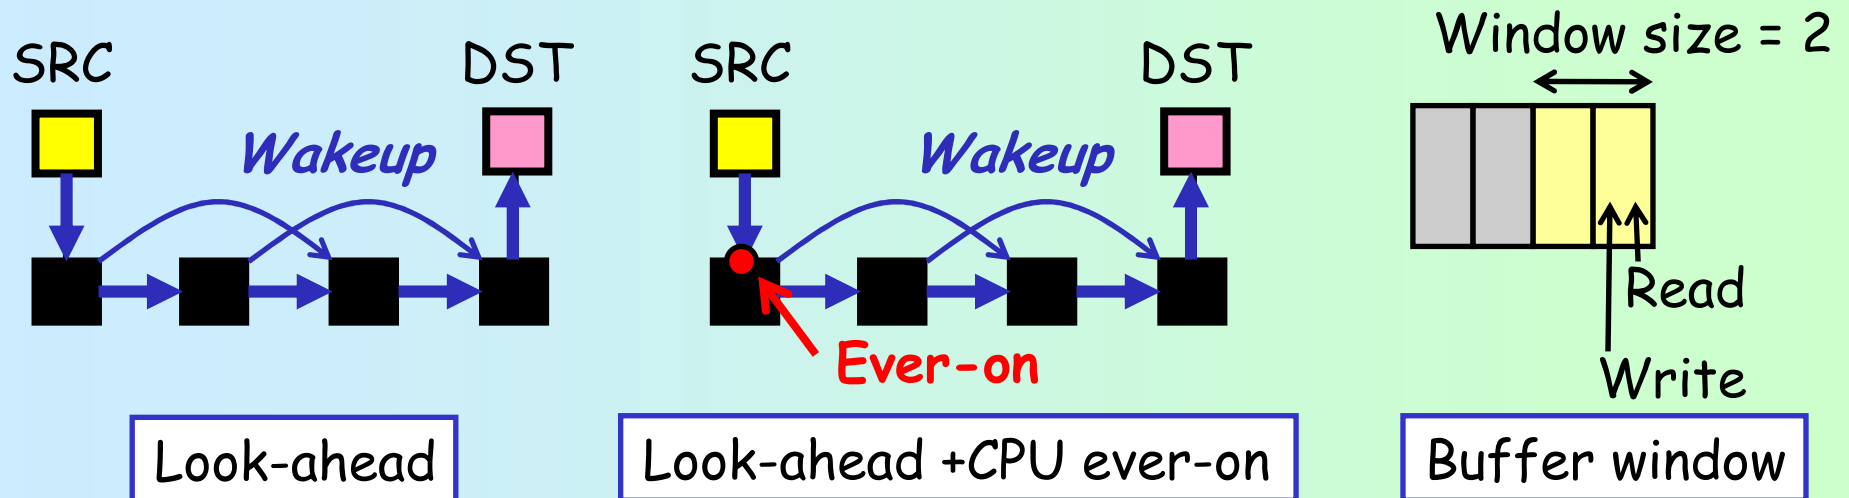 SRC
DST
Wakeup
Look-ahead
SRC
DST
Wakeup
Ever-on
Look-ahead +CPU ever-on
Window size = 2
Read
Write
Buffer window